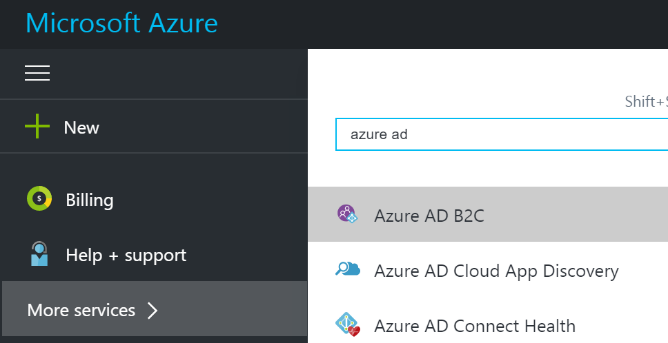 Microsoft Azure
Shift+S
New
azure ad
Billing
Azure AD B2C
Help + support
Azure AD Cloud App Discovery
More services
Azure AD Connect Health